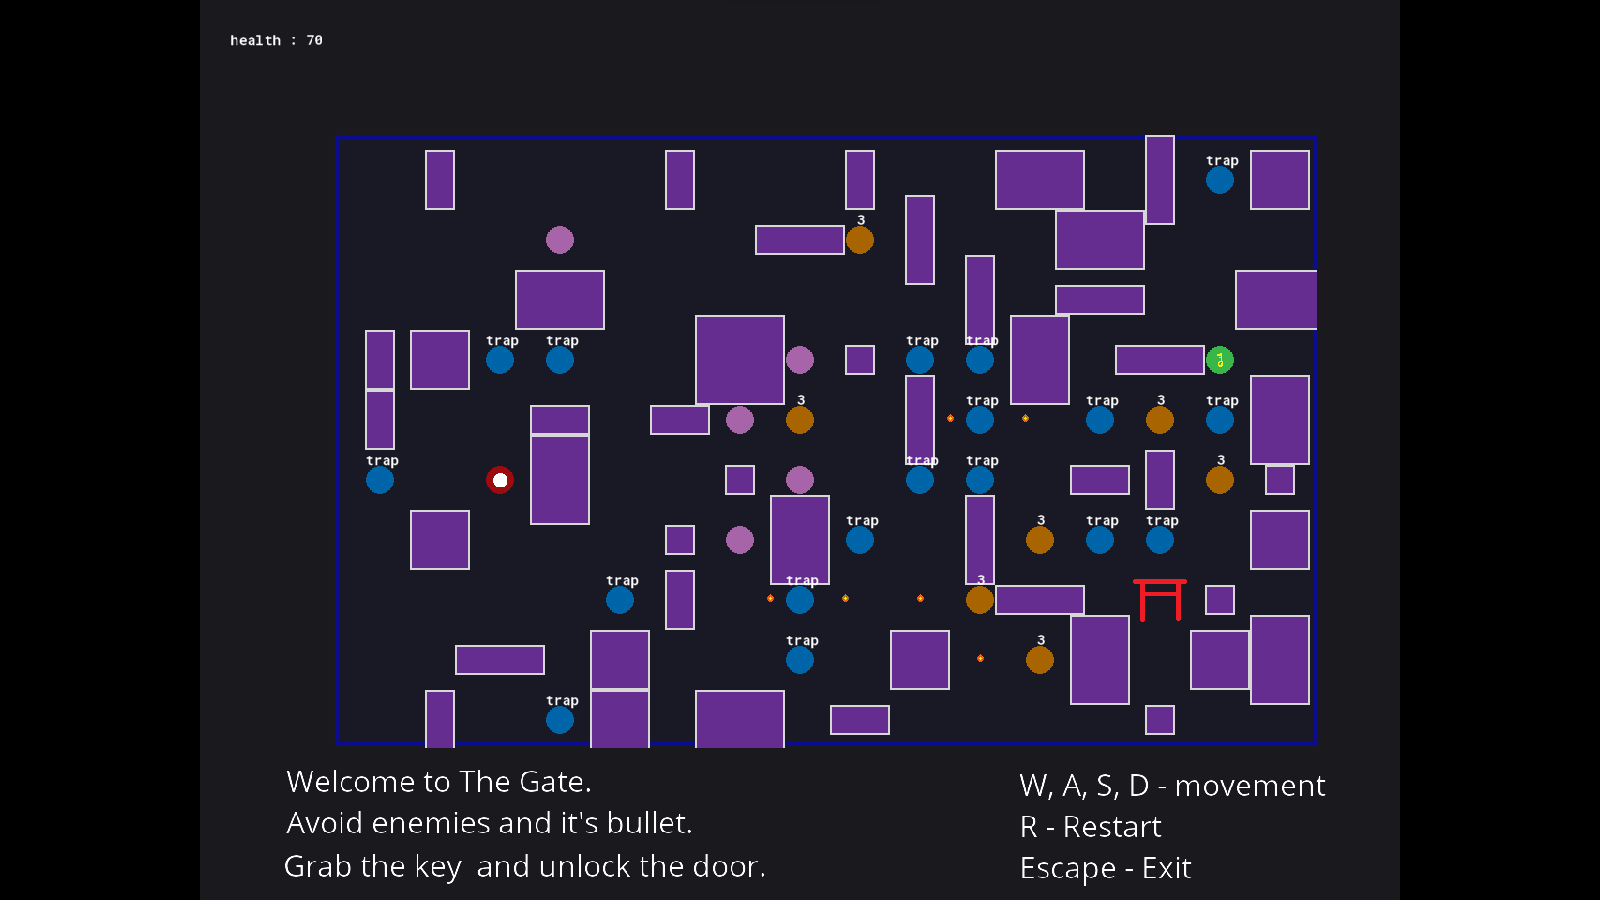 health : 70
trap
3
trap trap trap trap
3 trap trap 3 trap
trap trap trap 3
trap 3 trap trap
trap trap 3
trap 3
trap
Welcome to The Gate.
Avoid enemies and it's bullet.
Grab the key and unlock the door.
W, A, S, D - movement
R - Restart
Escape - Exit